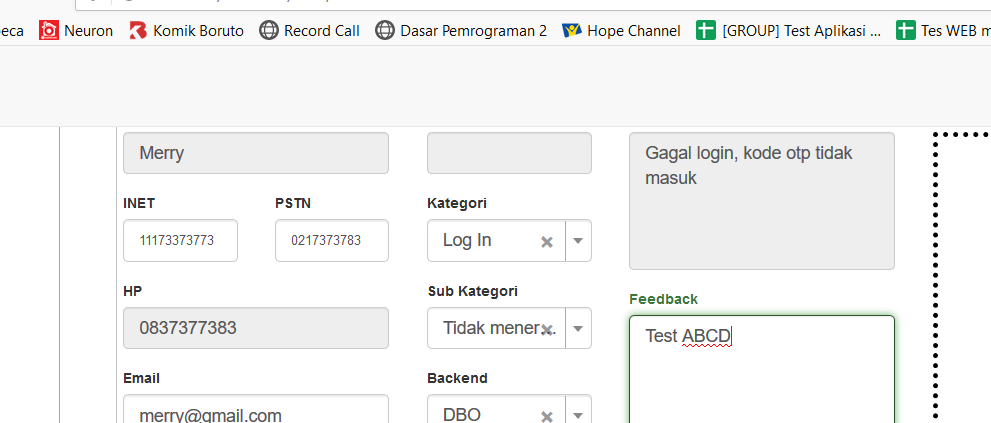 eca Neuron Komik Boruto Record Call Dasar Pemrograman 2 Hope Channel [GROUP] Test Aplikasi ... Tes WEB m
Merry
INET PSTN
11173373773 0217373783
HP
0837377383
Email
merry@gmail.com
Kategori
Log In
Sub Kategori
Tidak mener...
Backend
DBO
Gagal login, kode otp tidak
masuk
Feedback
Test ABCD